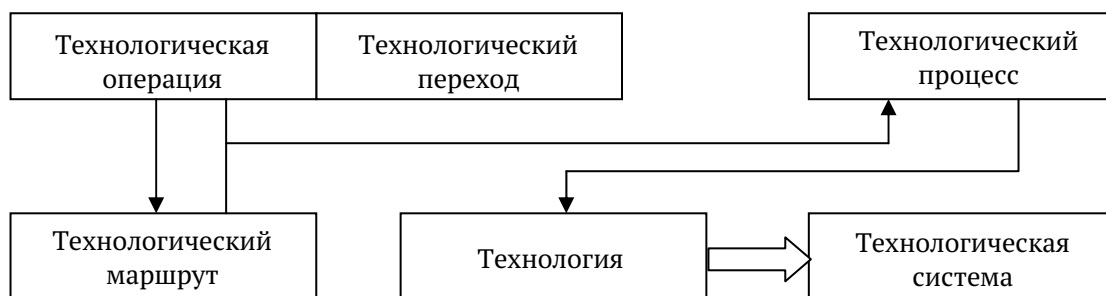 Технологическая
операция
Технологический
переход
Технологический
процесс
Технологический
маршрут
Технология
Технологическая
система